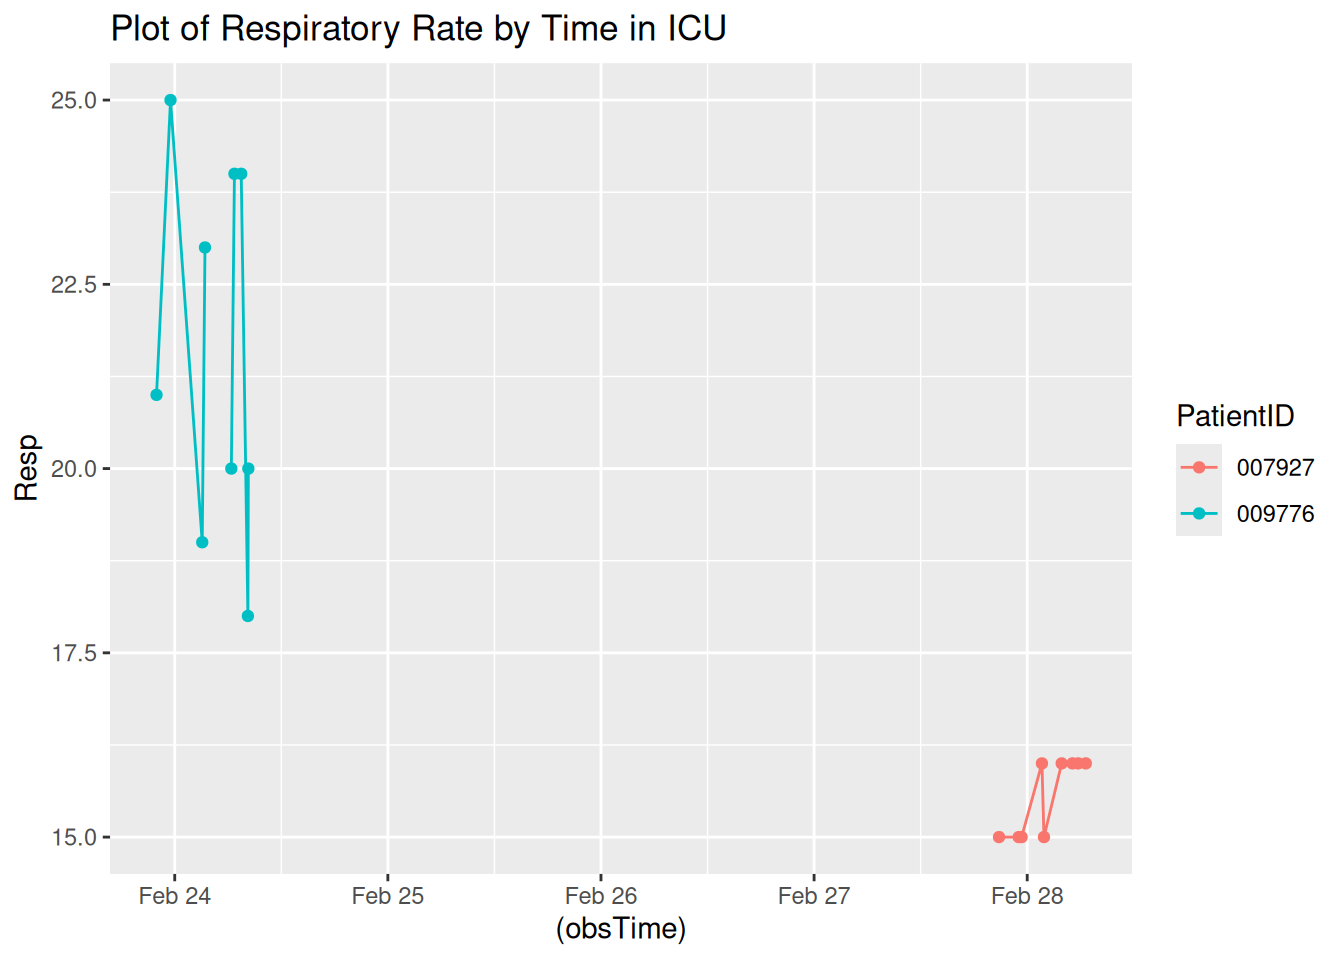 Plot of Respiratory Rate by Time in ICU
25.0
22.5
20.0
17.5
15.0
Resp
Feb 24
Feb 25
Feb 26
Feb 27
Feb 28
(obsTime)
PatientID
007927
009776